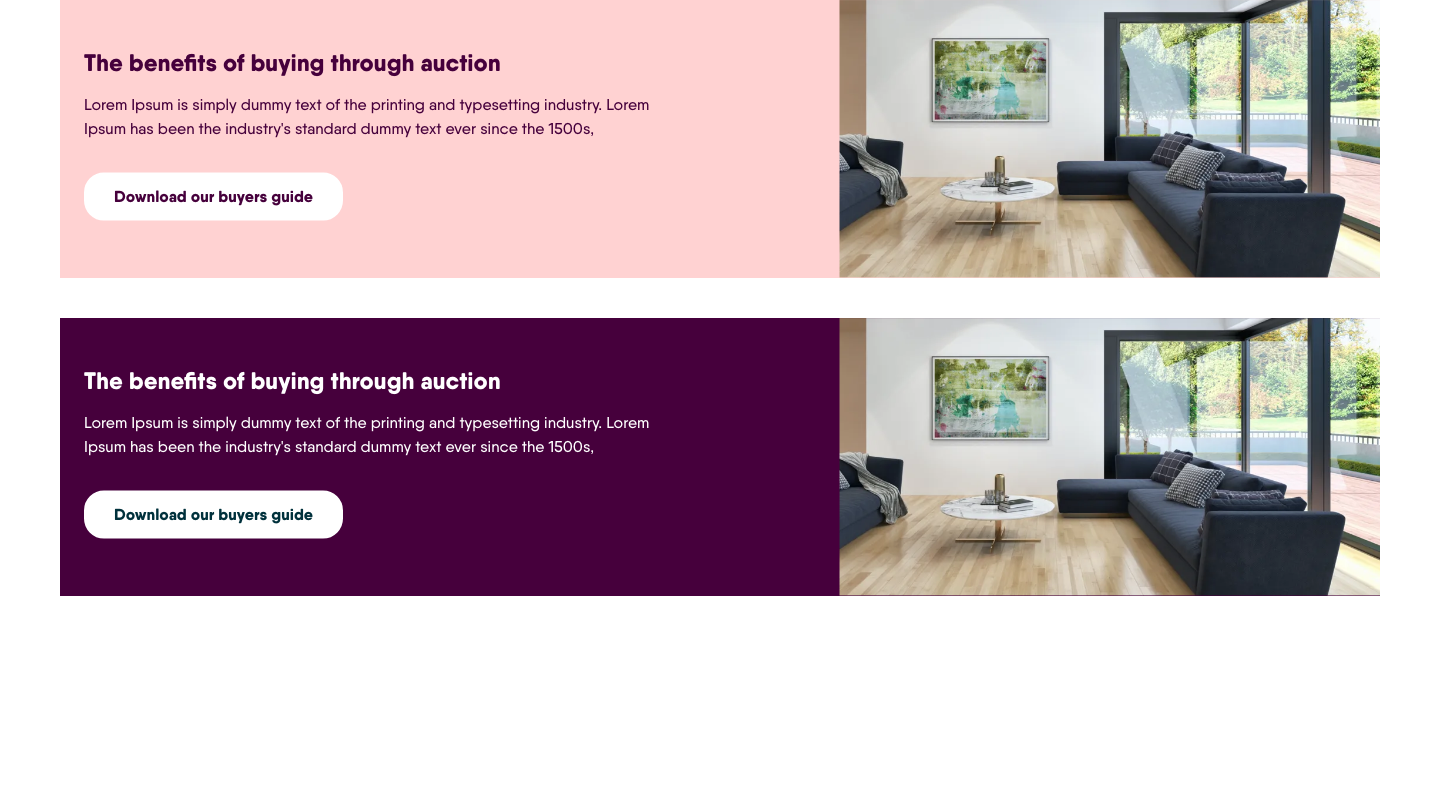 The benefits of buying through auction
Lorem Ipsum is simply dummy text of the printing and typesetting industry. Lorem
Ipsum has been the industry's standard dummy text ever since the 1500s,
Download our buyers guide
The benefits of buying through auction
Lorem Ipsum is simply dummy text of the printing and typesetting industry. Lorem
Ipsum has been the industry's standard dummy text ever since the 1500s,
Download our buyers guide